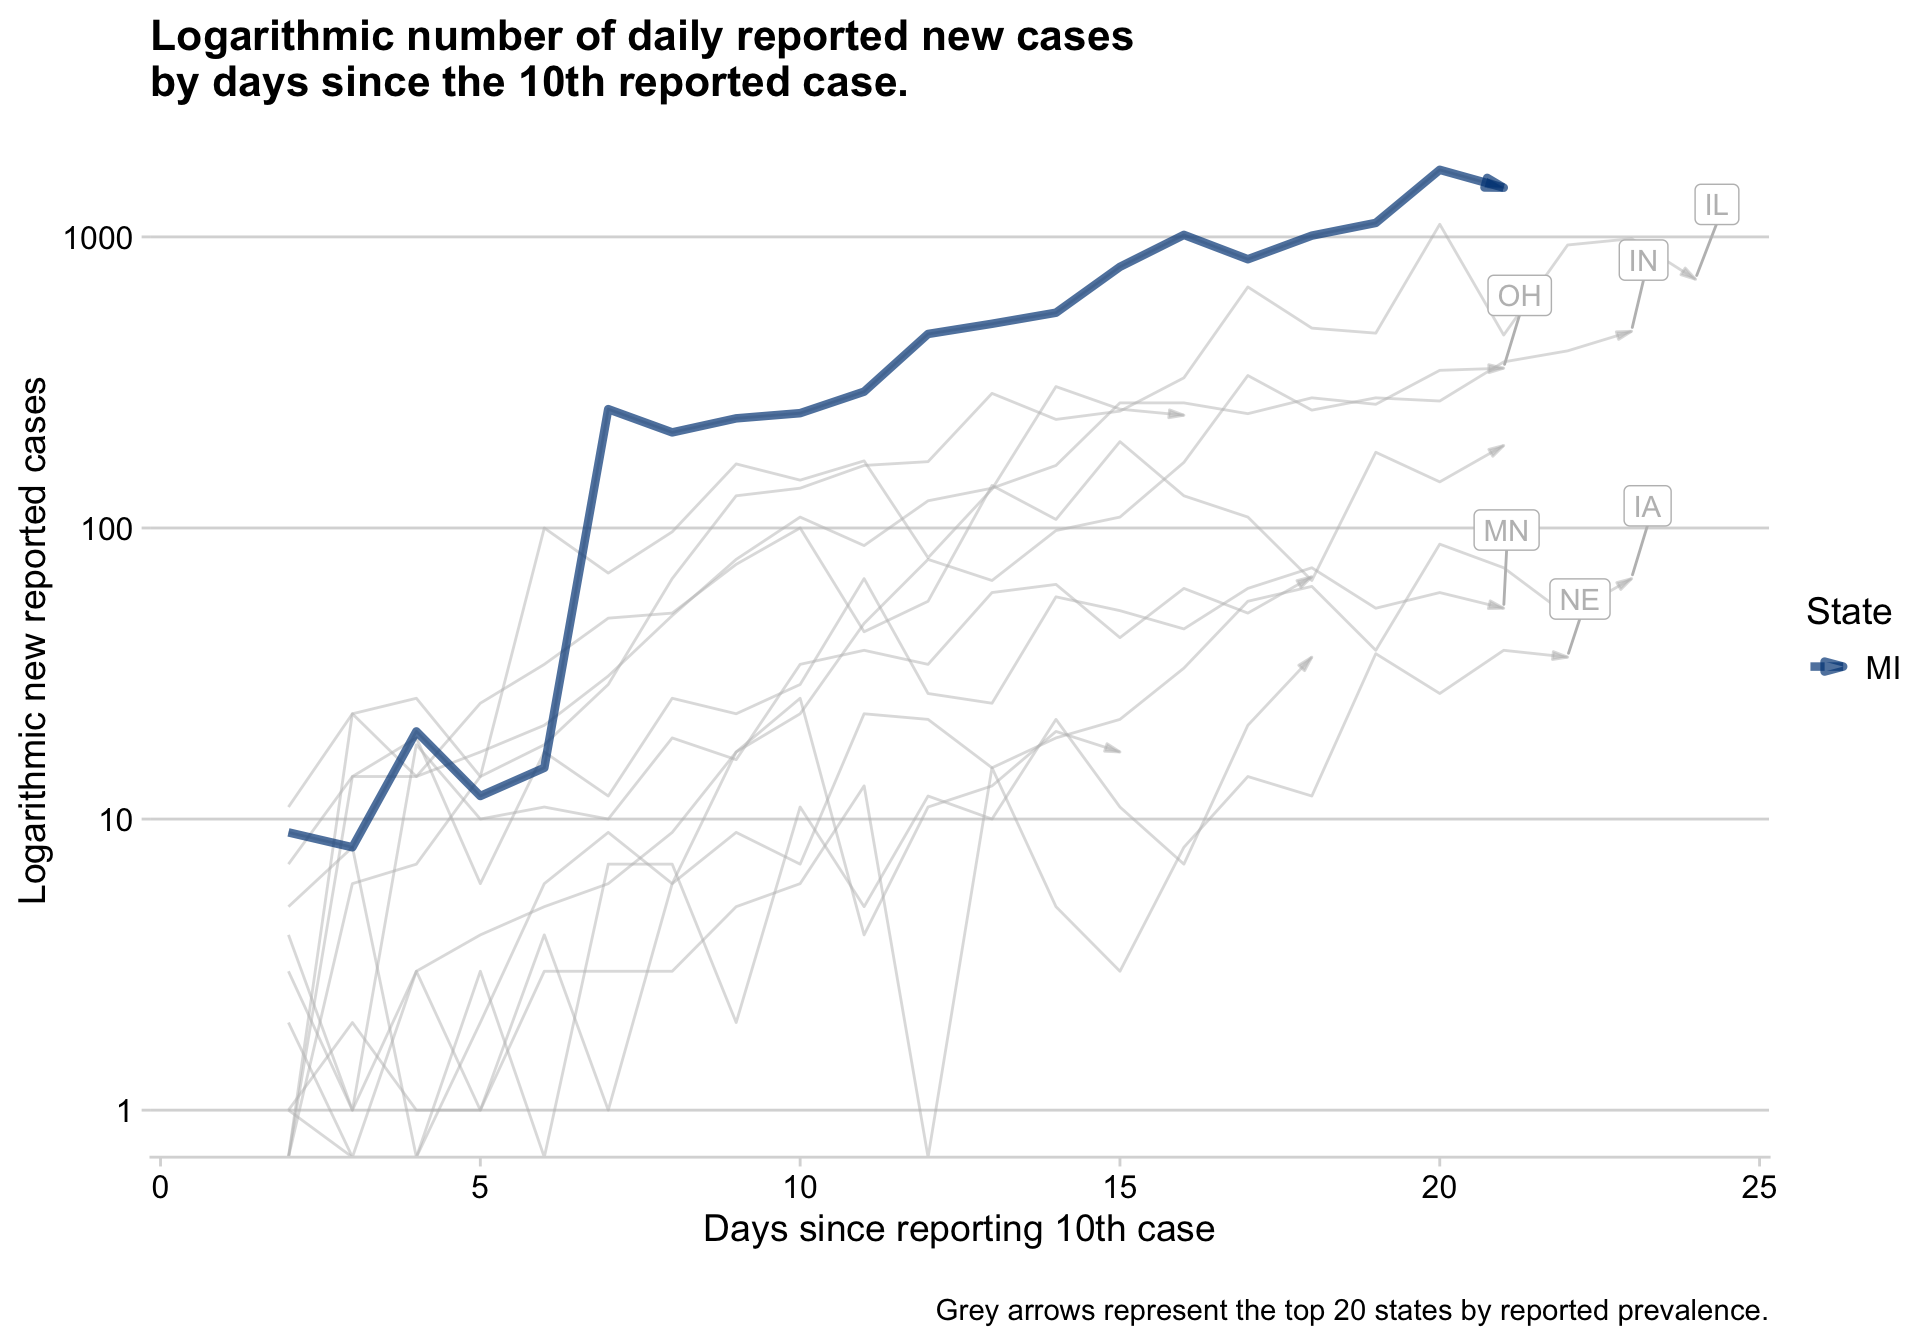 Logarithmic number of daily reported new cases
by days since the 10th reported case.
Logarithmic new reported cases
1000
100
10
1
IL
IN
OH
IA
MN
NE
State
MI
0 5 10 15 20 25
Days since reporting 10th case
Grey arrows represent the top 20 states by reported prevalence.